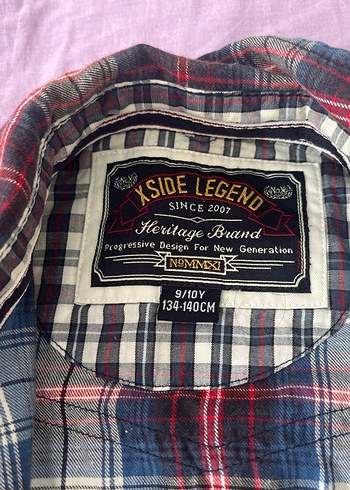 XSIDE LEGEND
SINCE 2007
Heritage Brand
Progressive Design For New Generation
NoMMXI
9/10Y
134-140CM